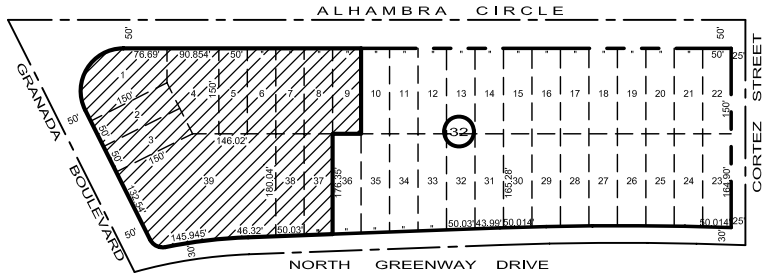 ALHAMBRA CIRCLE
50'
50'
76.69' 90.854' 50' " " " " " " " " " " " " " " " 50' 25'
1
150'
4 5 6 7 8 9 10 11 12 13 14 15 16 17 18 19 20 21 22
150'
150'
2
50'
50'
3
150'
50'
146.02'
32
39 38 37 36 35 34 33 32 31 30 29 28 27 26 25 24 23
180.04'
176.35'
165.28'
164.90'
132.54'
50'
145.945' 46.32' 50.03' 50.03' 43.99' 50.014' 50.014' 25'
30'
30'
GRANADA BOULEVARD
CORTEZ STREET
NORTH GREENWAY DRIVE